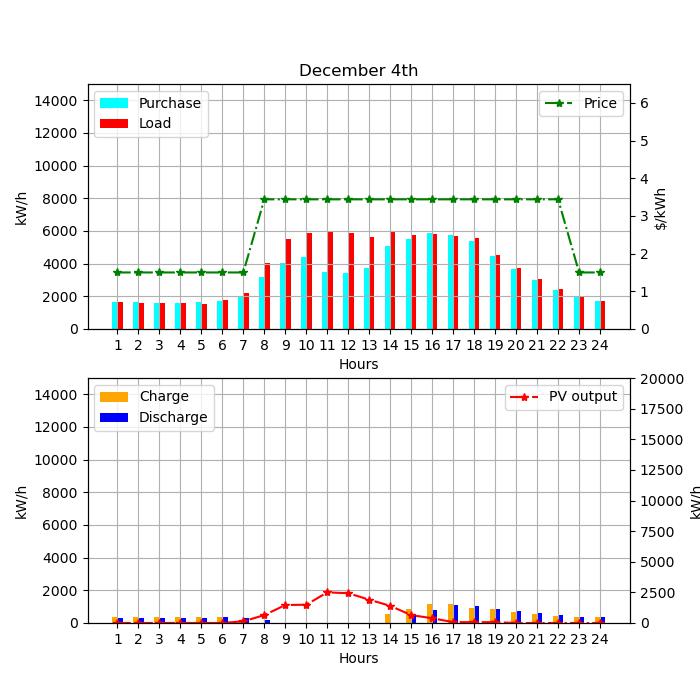 December 4th
14000
12000
10000
8000
6000
4000
2000
0
kW/h
Purchase
Load
Price
6
5
4
3
2
1
0
$/kWh
1 2 3 4 5 6 7 8 9 10 11 12 13 14 15 16 17 18 19 20 21 22 23 24
Hours
14000
12000
10000
8000
6000
4000
2000
0
kW/h
Charge
Discharge
PV output
20000
17500
15000
12500
10000
7500
5000
2500
0
kW/h
1 2 3 4 5 6 7 8 9 10 11 12 13 14 15 16 17 18 19 20 21 22 23 24
Hours